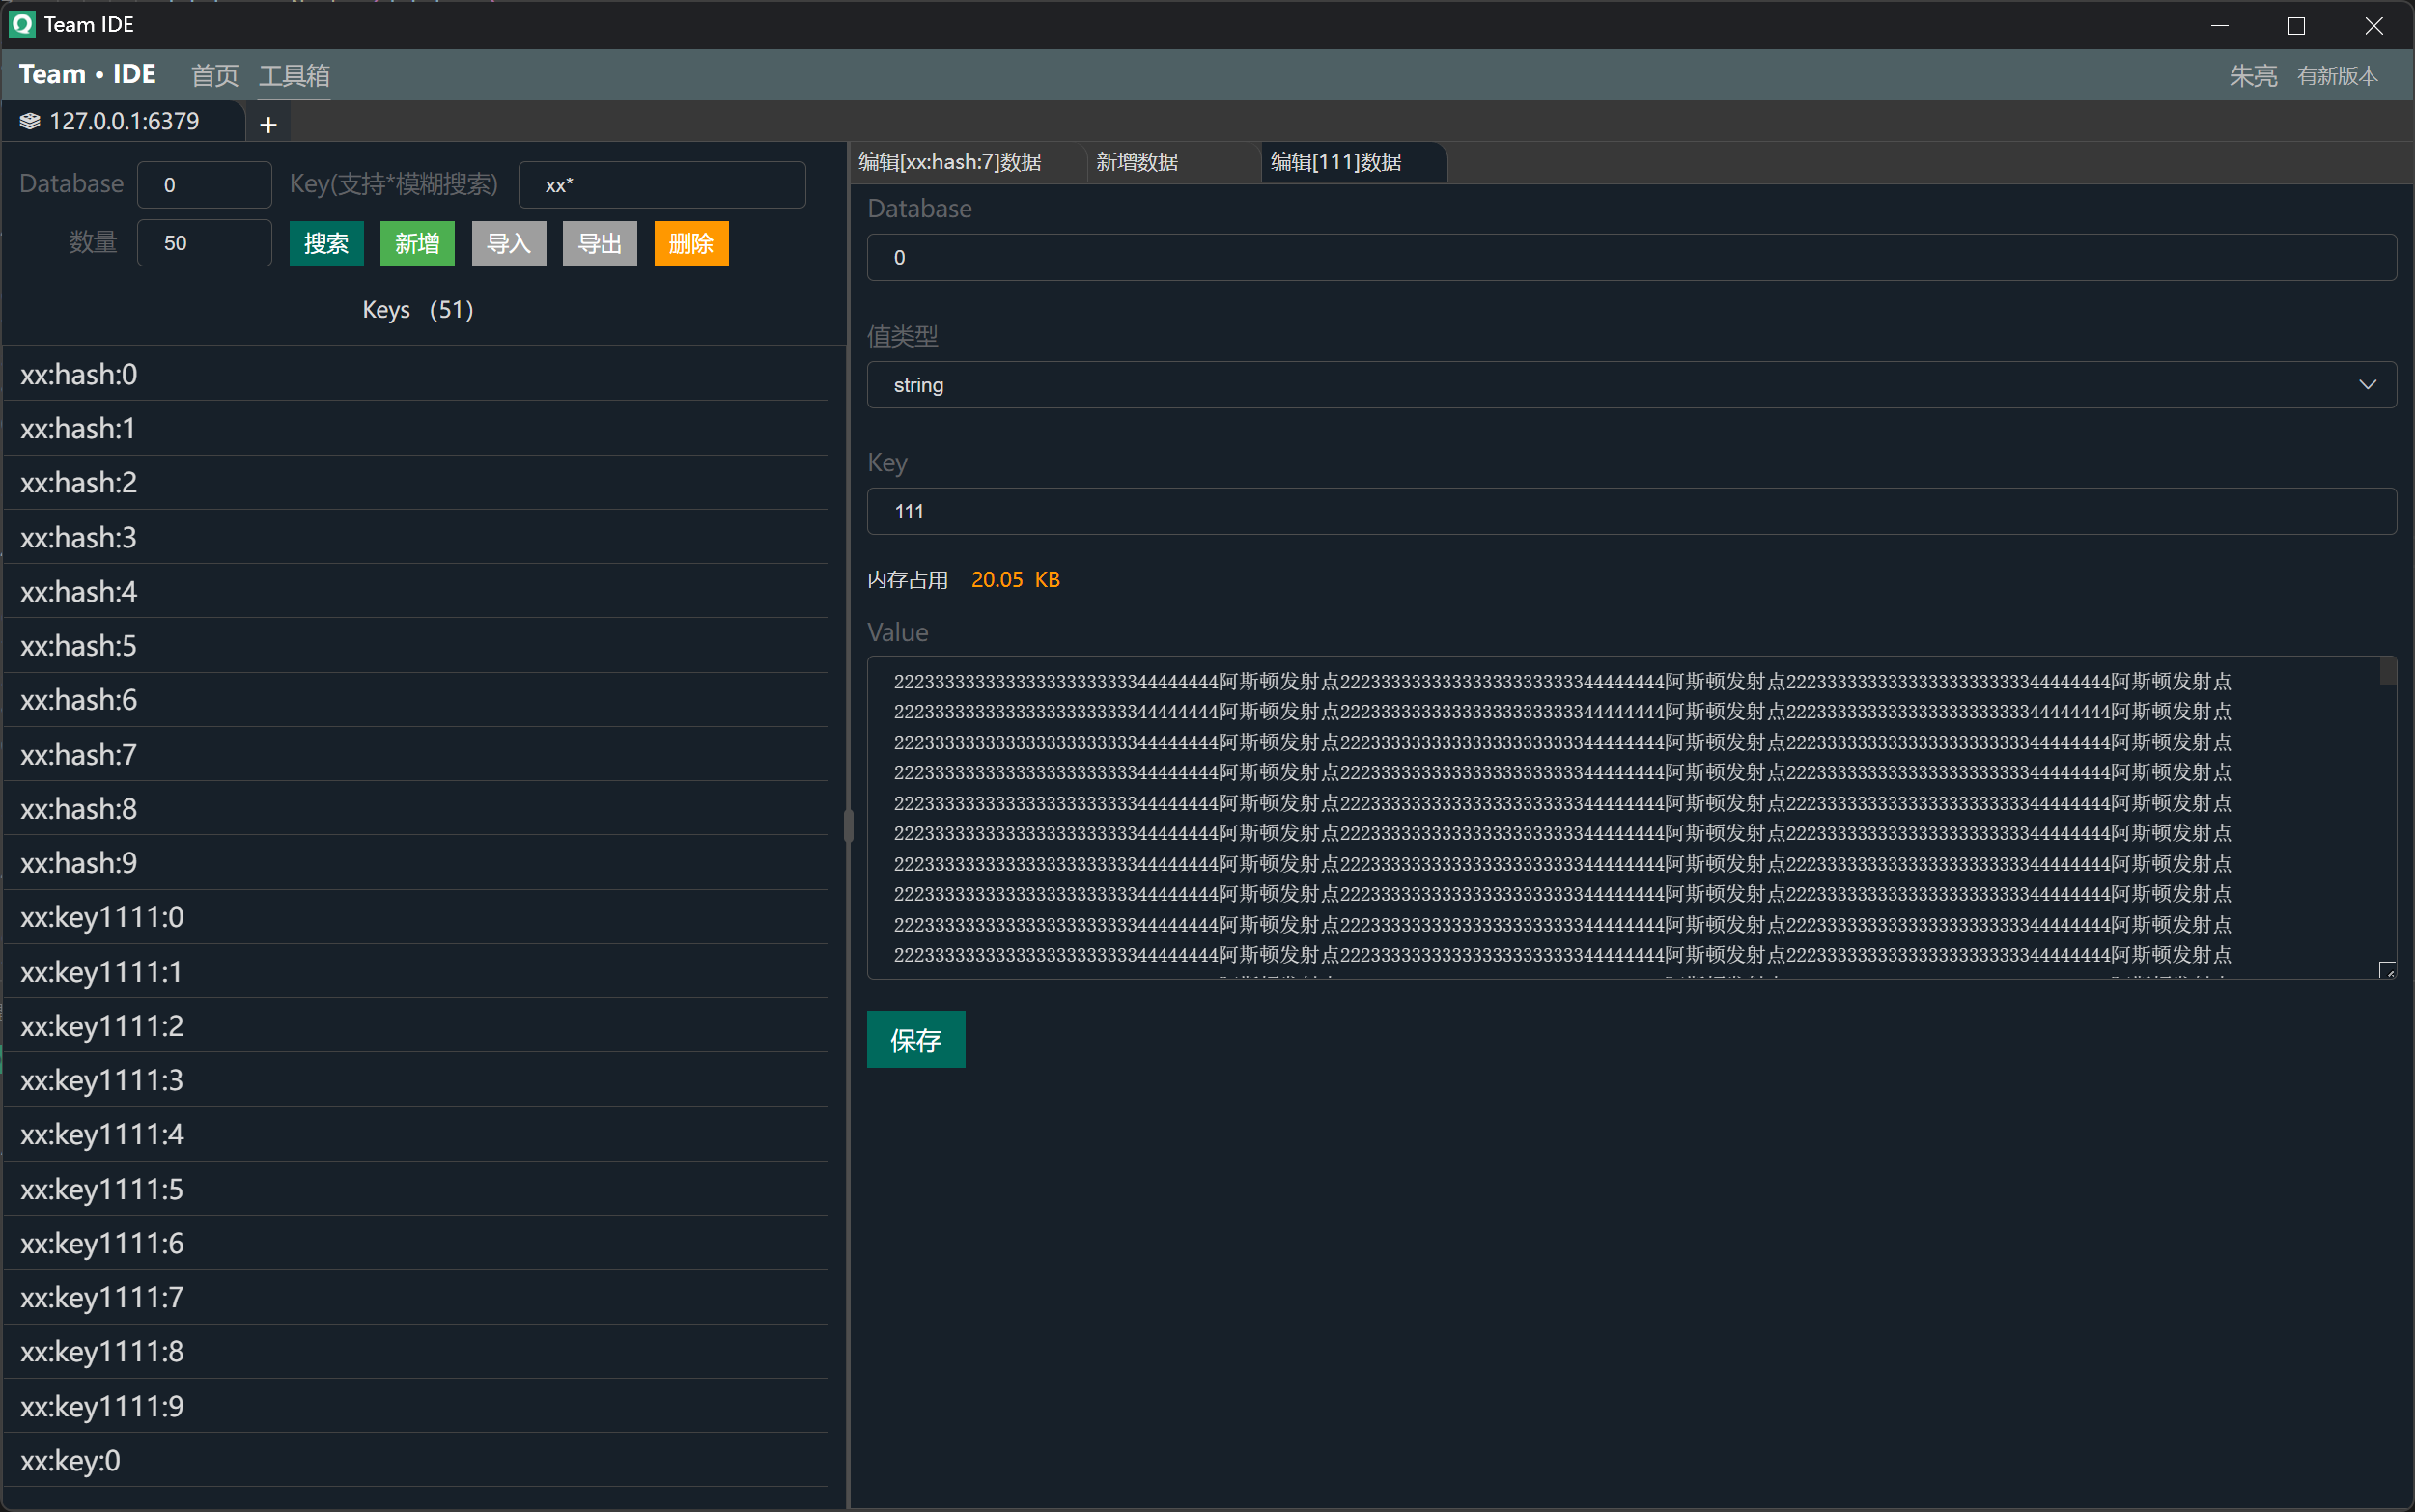 Team IDE
Team • IDE 首页 工具箱 朱亮 有新版本
127.0.0.1:6379 +
编辑[xx:hash:7]数据 新增数据 编辑[111]数据
Database 0 Key(支持*模糊搜索) xx*
数量 50 搜索 新增 导入 导出 删除
Keys （51）
xx:hash:0
xx:hash:1
xx:hash:2
xx:hash:3
xx:hash:4
xx:hash:5
xx:hash:6
xx:hash:7
xx:hash:8
xx:hash:9
xx:key1111:0
xx:key1111:1
xx:key1111:2
xx:key1111:3
xx:key1111:4
xx:key1111:5
xx:key1111:6
xx:key1111:7
xx:key1111:8
xx:key1111:9
xx:key:0
Database
0
值类型
string
Key
111
内存占用 20.05 KB
Value
22233333333333333333333344444444阿斯顿发射点22233333333333333333333344444444阿斯顿发射点22233333333333333333333344444444阿斯顿发射点
22233333333333333333333344444444阿斯顿发射点22233333333333333333333344444444阿斯顿发射点22233333333333333333333344444444阿斯顿发射点
22233333333333333333333344444444阿斯顿发射点22233333333333333333333344444444阿斯顿发射点22233333333333333333333344444444阿斯顿发射点
22233333333333333333333344444444阿斯顿发射点22233333333333333333333344444444阿斯顿发射点22233333333333333333333344444444阿斯顿发射点
22233333333333333333333344444444阿斯顿发射点22233333333333333333333344444444阿斯顿发射点22233333333333333333333344444444阿斯顿发射点
22233333333333333333333344444444阿斯顿发射点22233333333333333333333344444444阿斯顿发射点22233333333333333333333344444444阿斯顿发射点
22233333333333333333333344444444阿斯顿发射点22233333333333333333333344444444阿斯顿发射点22233333333333333333333344444444阿斯顿发射点
22233333333333333333333344444444阿斯顿发射点22233333333333333333333344444444阿斯顿发射点22233333333333333333333344444444阿斯顿发射点
22233333333333333333333344444444阿斯顿发射点22233333333333333333333344444444阿斯顿发射点22233333333333333333333344444444阿斯顿发射点
22233333333333333333333344444444阿斯顿发射点22233333333333333333333344444444阿斯顿发射点22233333333333333333333344444444阿斯顿发射点
保存